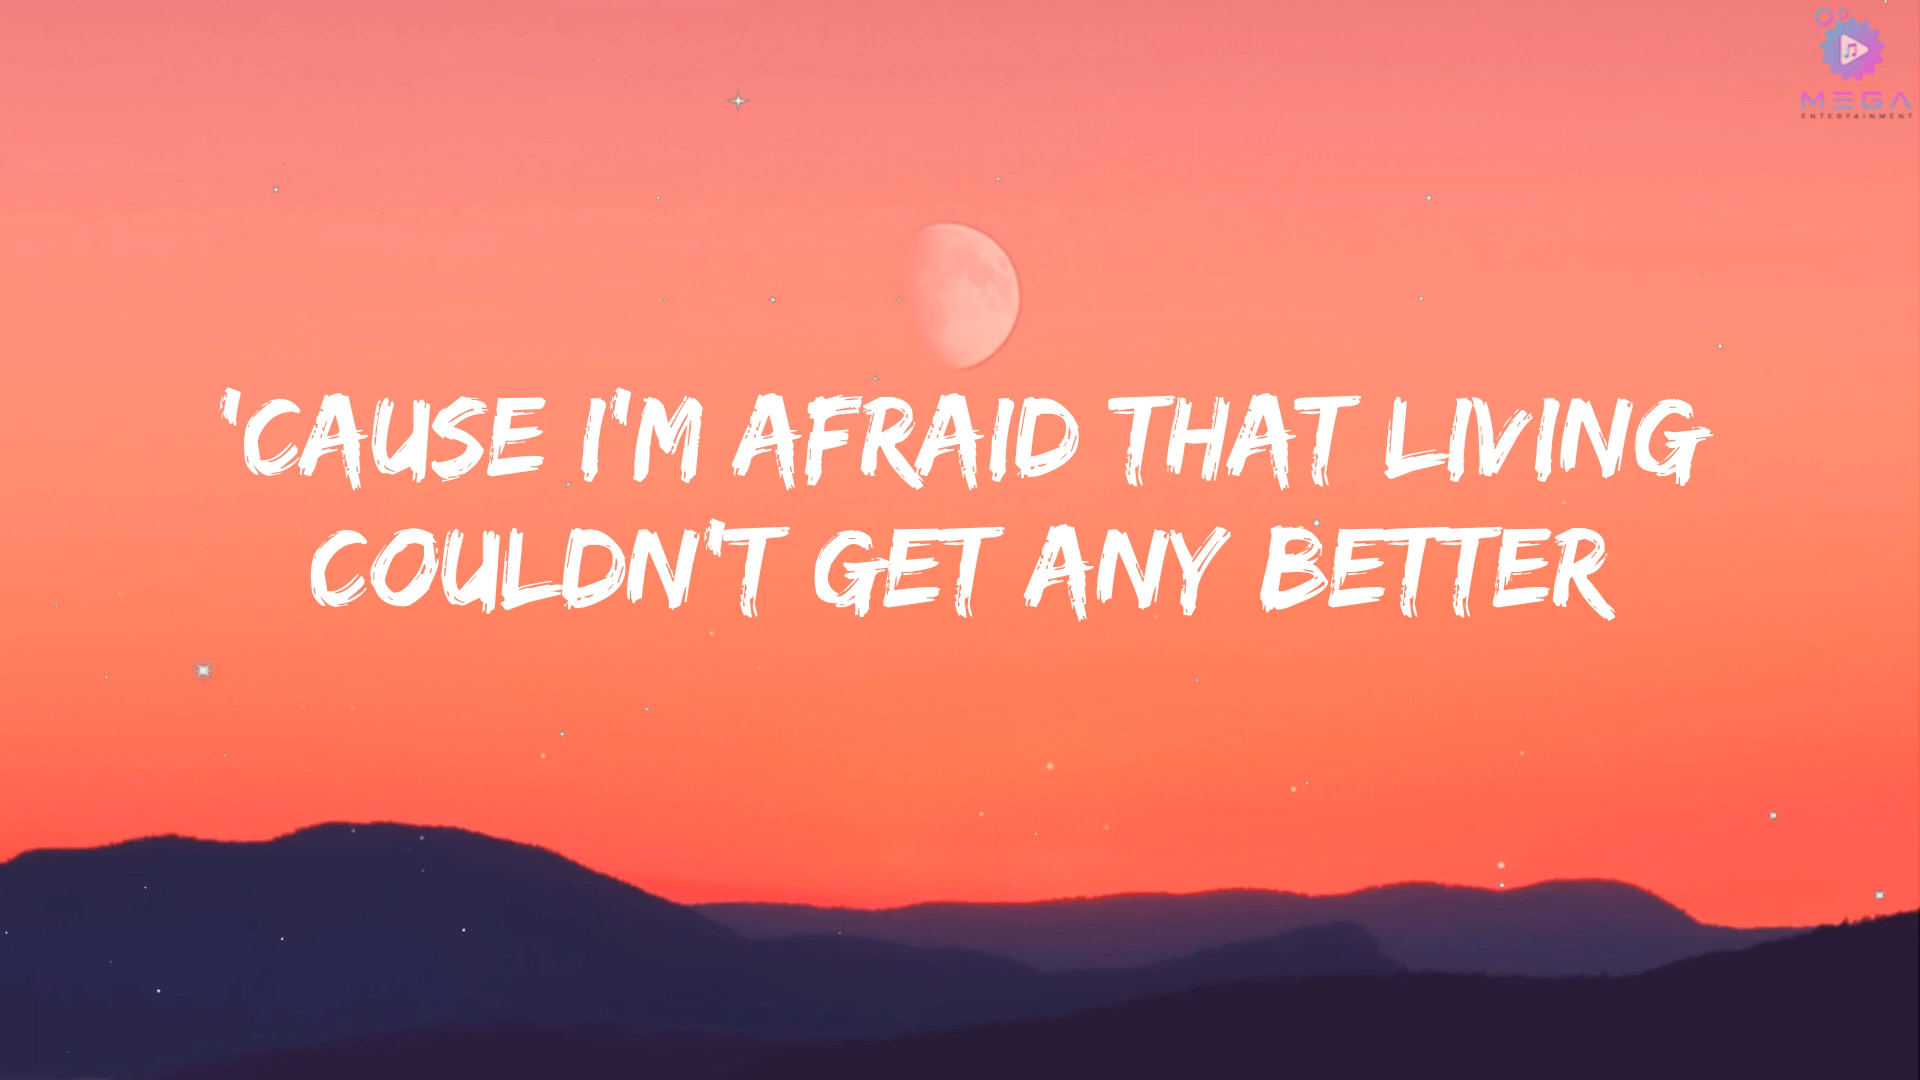 MEGA
ENTERTAINMENT
'CAUSE I'M AFRAID THAT LIVING
COULDN'T GET ANY BETTER